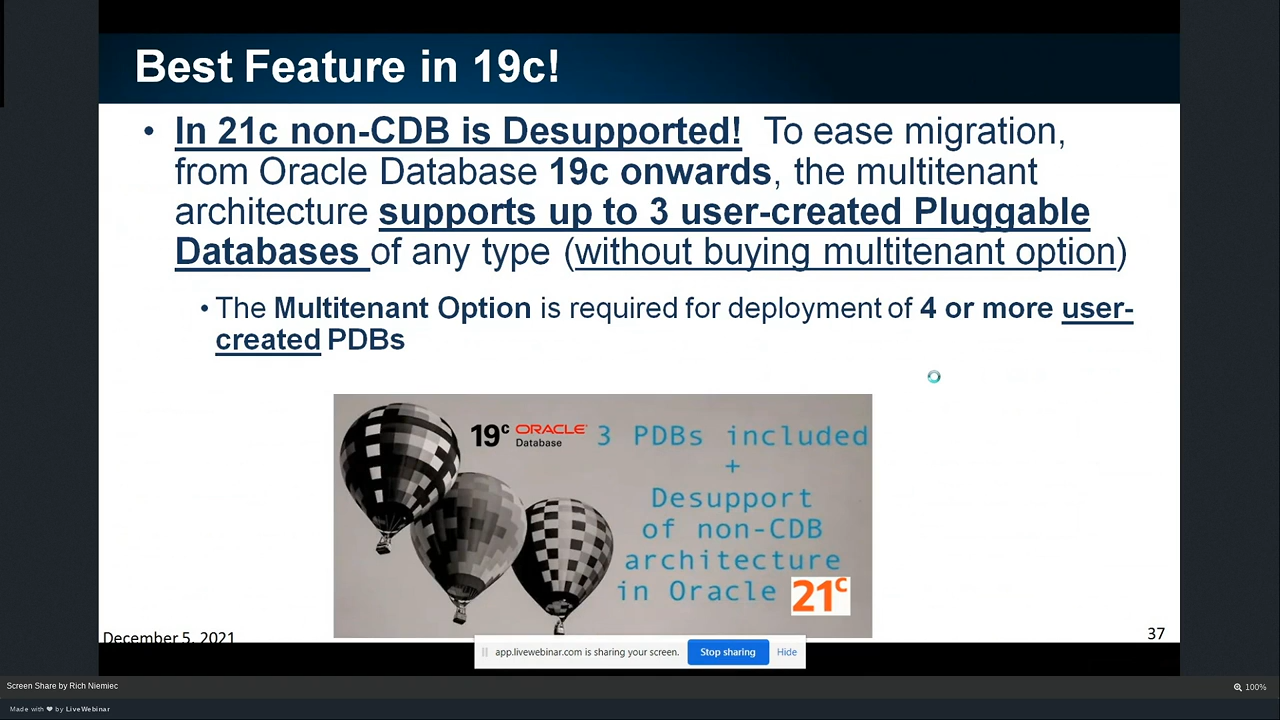 Best Feature in 19c!
• In 21c non-CDB is Desupported! To ease migration,
from Oracle Database 19c onwards, the multitenant
architecture supports up to 3 user-created Pluggable
Databases of any type (without buying multitenant option)
• The Multitenant Option is required for deployment of 4 or more user-
created PDBs
19c ORACLE Database
3 PDBs included
+
Desupport
of non-CDB
architecture
in Oracle 21c
December 5, 2021
37
app.livewebinar.com is sharing your screen. Stop sharing Hide
Screen Share by Rich Niemiec
100%
Made with ❤ by LiveWebinar